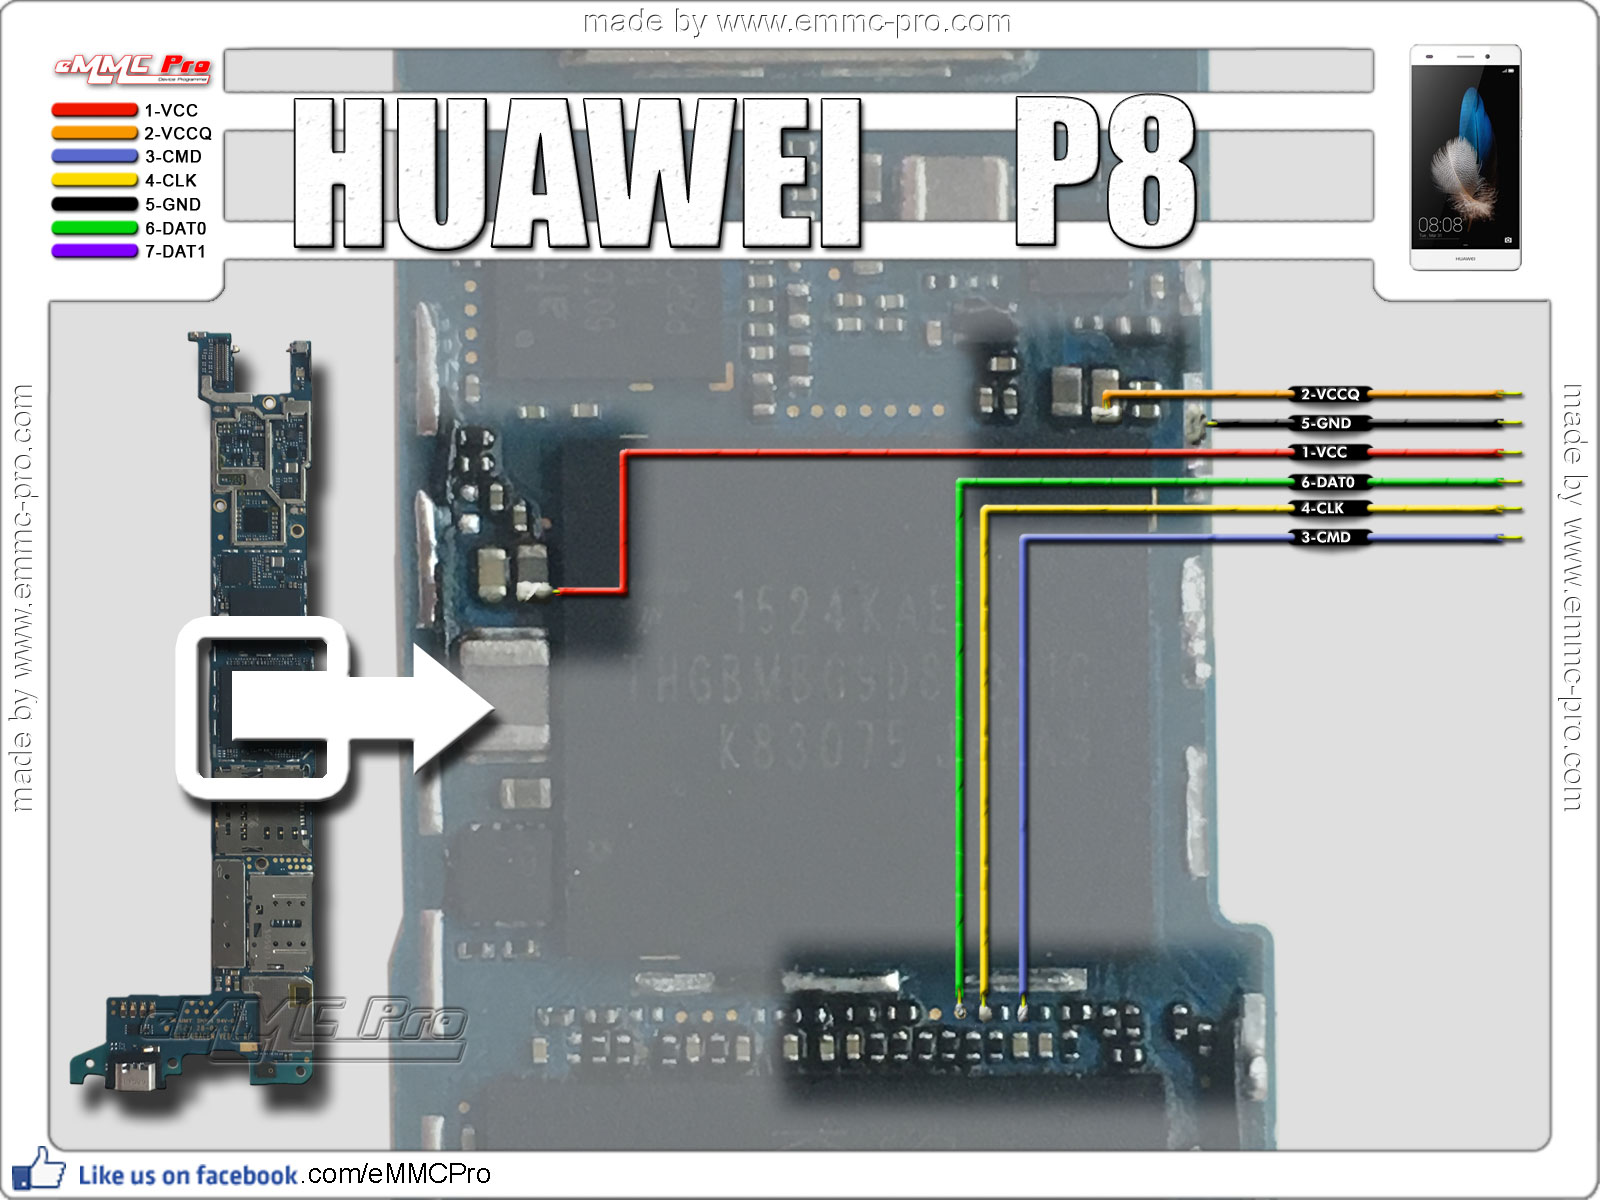 made by www.emmc-pro.com
eMMC Pro
Device Programmer
1-VCC
2-VCCQ
3-CMD
4-CLK
5-GND
6-DAT0
7-DAT1
HUAWEI P8
08:08
HUAWEI
made by www.emmc-pro.com
made by www.emmc-pro.com
2-VCCQ
5-GND
1-VCC
6-DAT0
4-CLK
3-CMD
K83075
eMMC Pro
Like us on facebook.com/eMMCPro